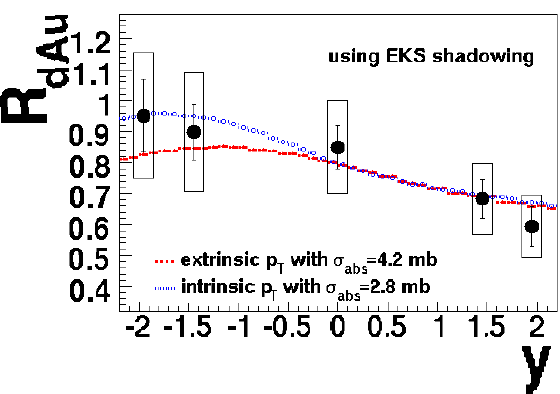 R_dAu
1.2
1.1
1
0.9
0.8
0.7
0.6
0.5
0.4
using EKS shadowing
extrinsic p_T with σ_abs=4.2 mb
intrinsic p_T with σ_abs=2.8 mb
-2 -1.5 -1 -0.5 0 0.5 1 1.5 2
y